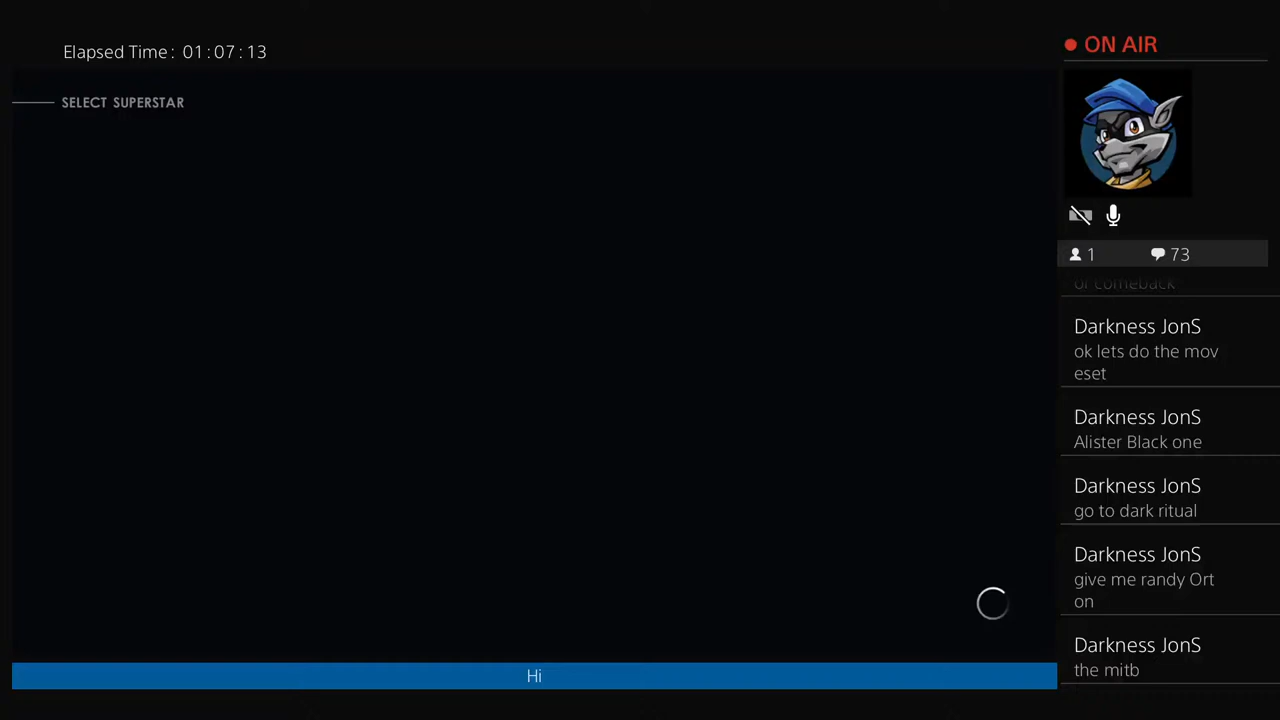 Elapsed Time: 01:07:13
ON AIR
SELECT SUPERSTAR
1 73
or comeback
Darkness JonS
ok lets do the mov
eset
Darkness JonS
Alister Black one
Darkness JonS
go to dark ritual
Darkness JonS
give me randy Ort
on
Darkness JonS
the mitb
Hi